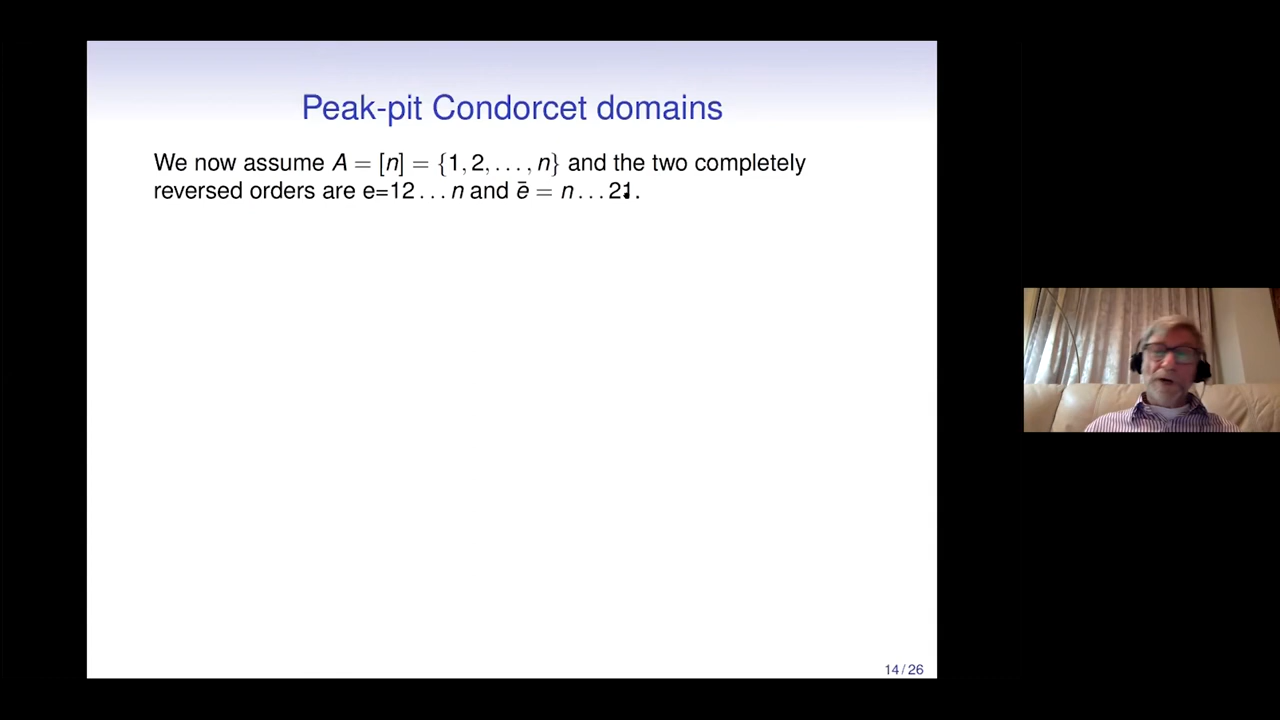 Peak-pit Condorcet domains
We now assume A = [n] = {1, 2, . . . , n} and the two completely
reversed orders are e=12 . . . n and ē = n . . . 21.
14 / 26